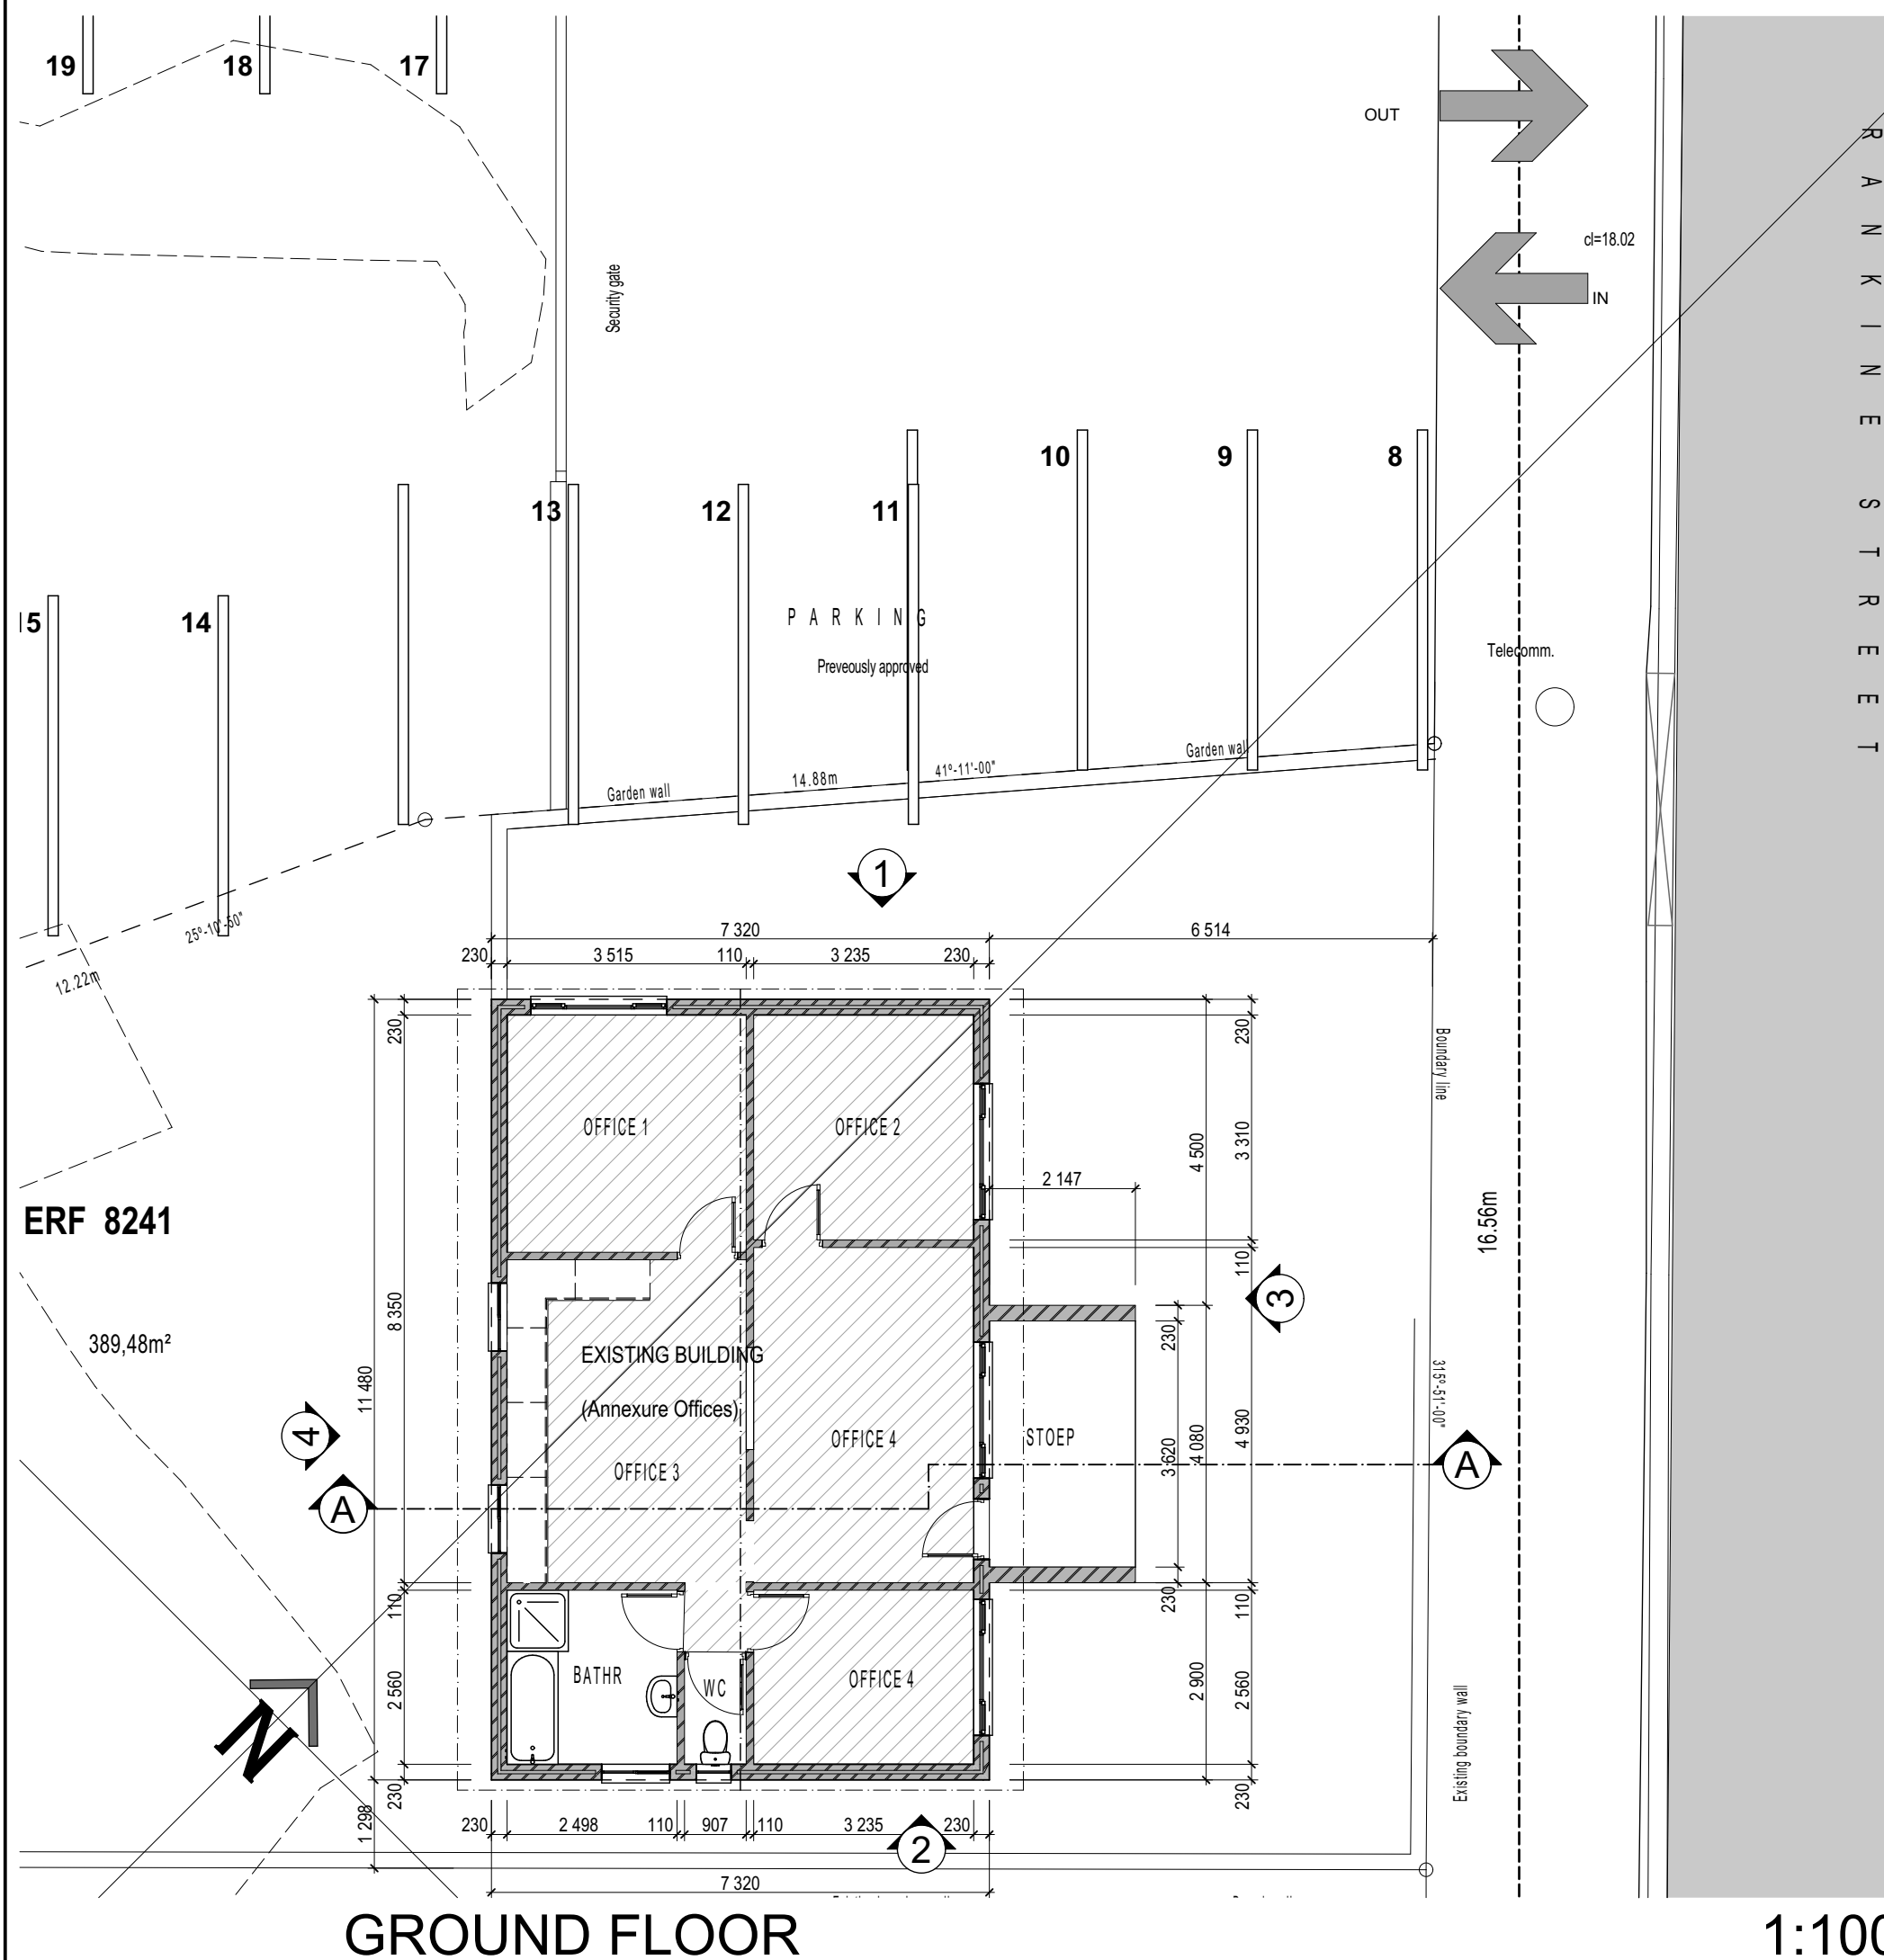 19
18
17
OUT
cl=18.02
IN
Security gate
RANKINE STREET
10
9
8
13
12
11
15
14
PARKING
Preveously approved
Telecomm.
Garden wall
14.88m
41º-11'-00"
Garden wall
25º-10'-50"
12.22m
1
7 320
6 514
230
3 515
110
3 235
230
230
230
Boundary line
OFFICE 1
OFFICE 2
4 500
3 310
2 147
ERF 8241
16.56m
110
3
8 350
230
389,48m²
EXISTING BUILDING
(Annexure Offices)
11 480
315º-51'-00"
4
OFFICE 4
STOEP
3 620
4 080
4 930
OFFICE 3
A
A
110
230
110
BATHR
WC
OFFICE 4
2 560
2 900
2 560
N
Existing boundary wall
230
230
1 298
230
2 498
110
907
110
3 235
230
2
7 320
GROUND FLOOR
1:100